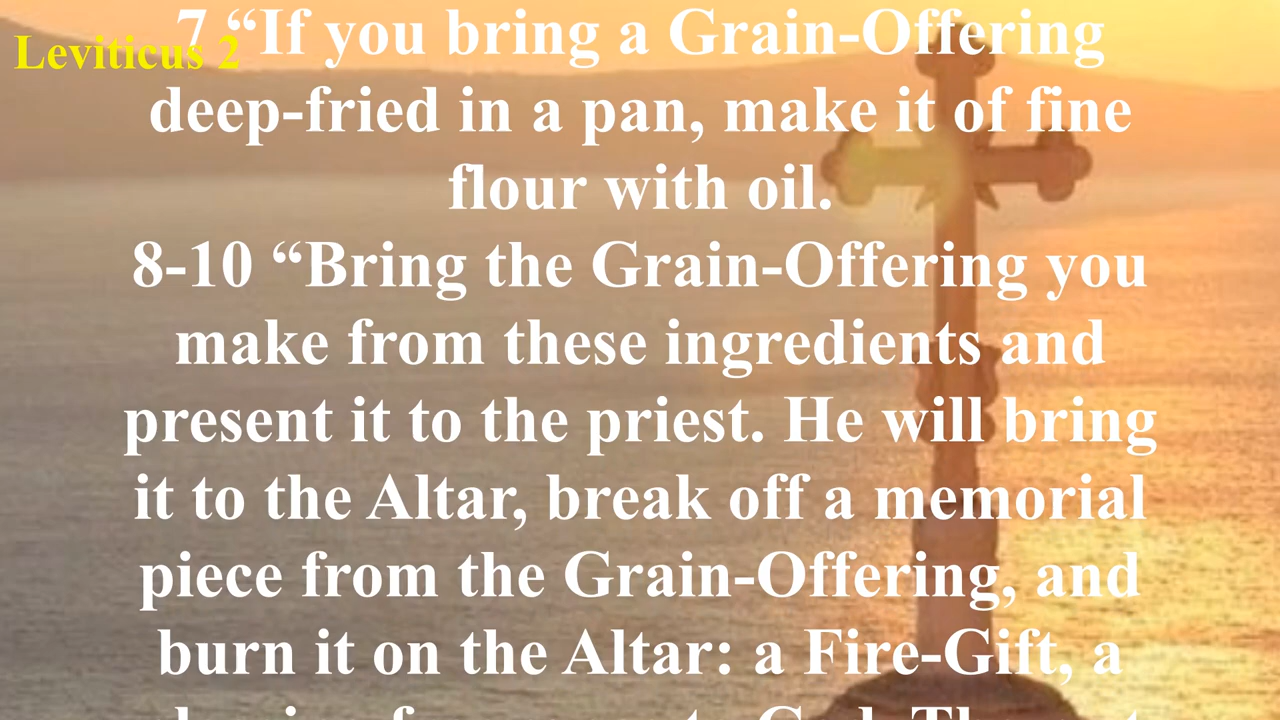 Leviticus 2
7 “If you bring a Grain-Offering
deep-fried in a pan, make it of fine
flour with oil.
8-10 “Bring the Grain-Offering you
make from these ingredients and
present it to the priest. He will bring
it to the Altar, break off a memorial
piece from the Grain-Offering, and
burn it on the Altar: a Fire-Gift, a